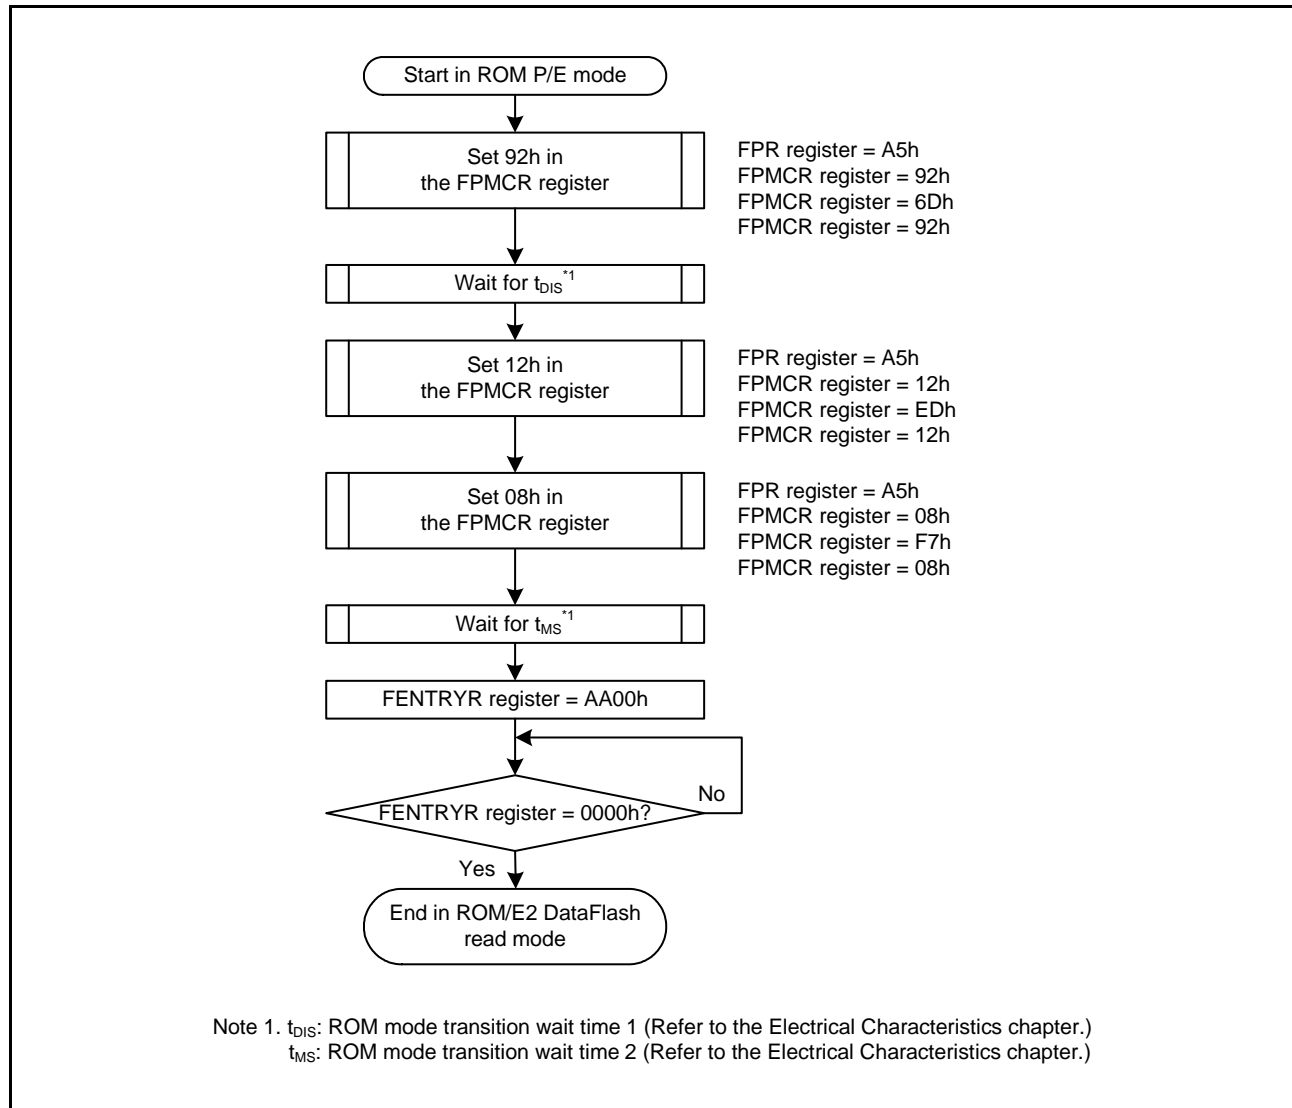 Start in ROM P/E mode
Set 92h in
the FPMCR register
FPR register = A5h
FPMCR register = 92h
FPMCR register = 6Dh
FPMCR register = 92h
Wait for tDIS*1
Set 12h in
the FPMCR register
FPR register = A5h
FPMCR register = 12h
FPMCR register = EDh
FPMCR register = 12h
Set 08h in
the FPMCR register
FPR register = A5h
FPMCR register = 08h
FPMCR register = F7h
FPMCR register = 08h
Wait for tMS*1
FENTRYR register = AA00h
FENTRYR register = 0000h?
No
Yes
End in ROM/E2 DataFlash
read mode
Note 1. tDIS: ROM mode transition wait time 1 (Refer to the Electrical Characteristics chapter.)
tMS: ROM mode transition wait time 2 (Refer to the Electrical Characteristics chapter.)